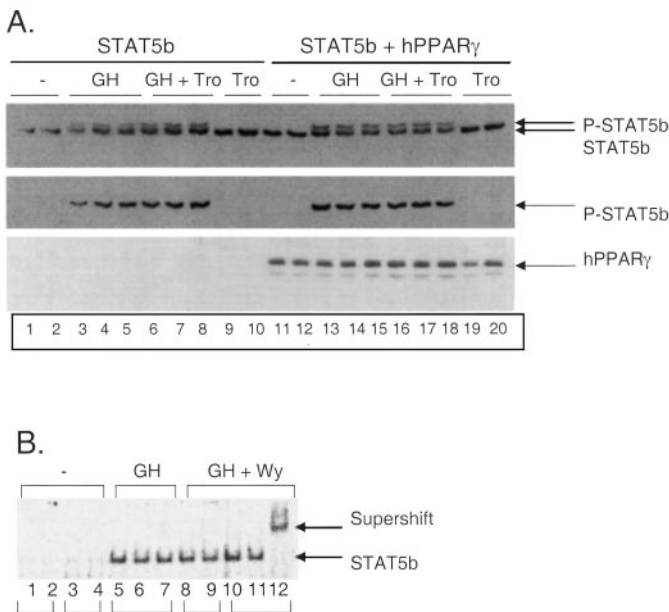 A.
STAT5b STAT5b + hPPARγ
- GH GH + Tro Tro - GH GH + Tro Tro
P-STAT5b
STAT5b
P-STAT5b
hPPARγ
1 2 3 4 5 6 7 8 9 10 11 12 13 14 15 16 17 18 19 20
B.
- GH GH + Wy
Supershift
STAT5b
1 2 3 4 5 6 7 8 9 10 11 12